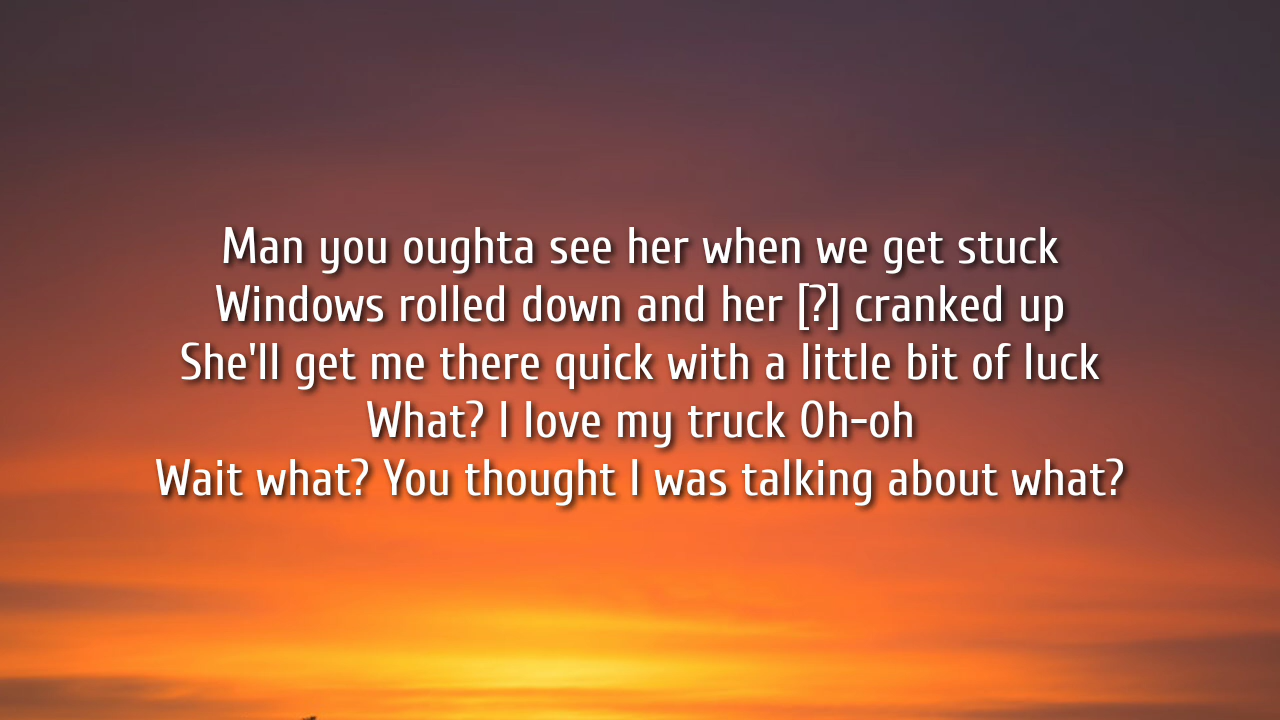 Man you oughta see her when we get stuck
Windows rolled down and her [?] cranked up
She'll get me there quick with a little bit of luck
What? I love my truck Oh-oh
Wait what? You thought I was talking about what?